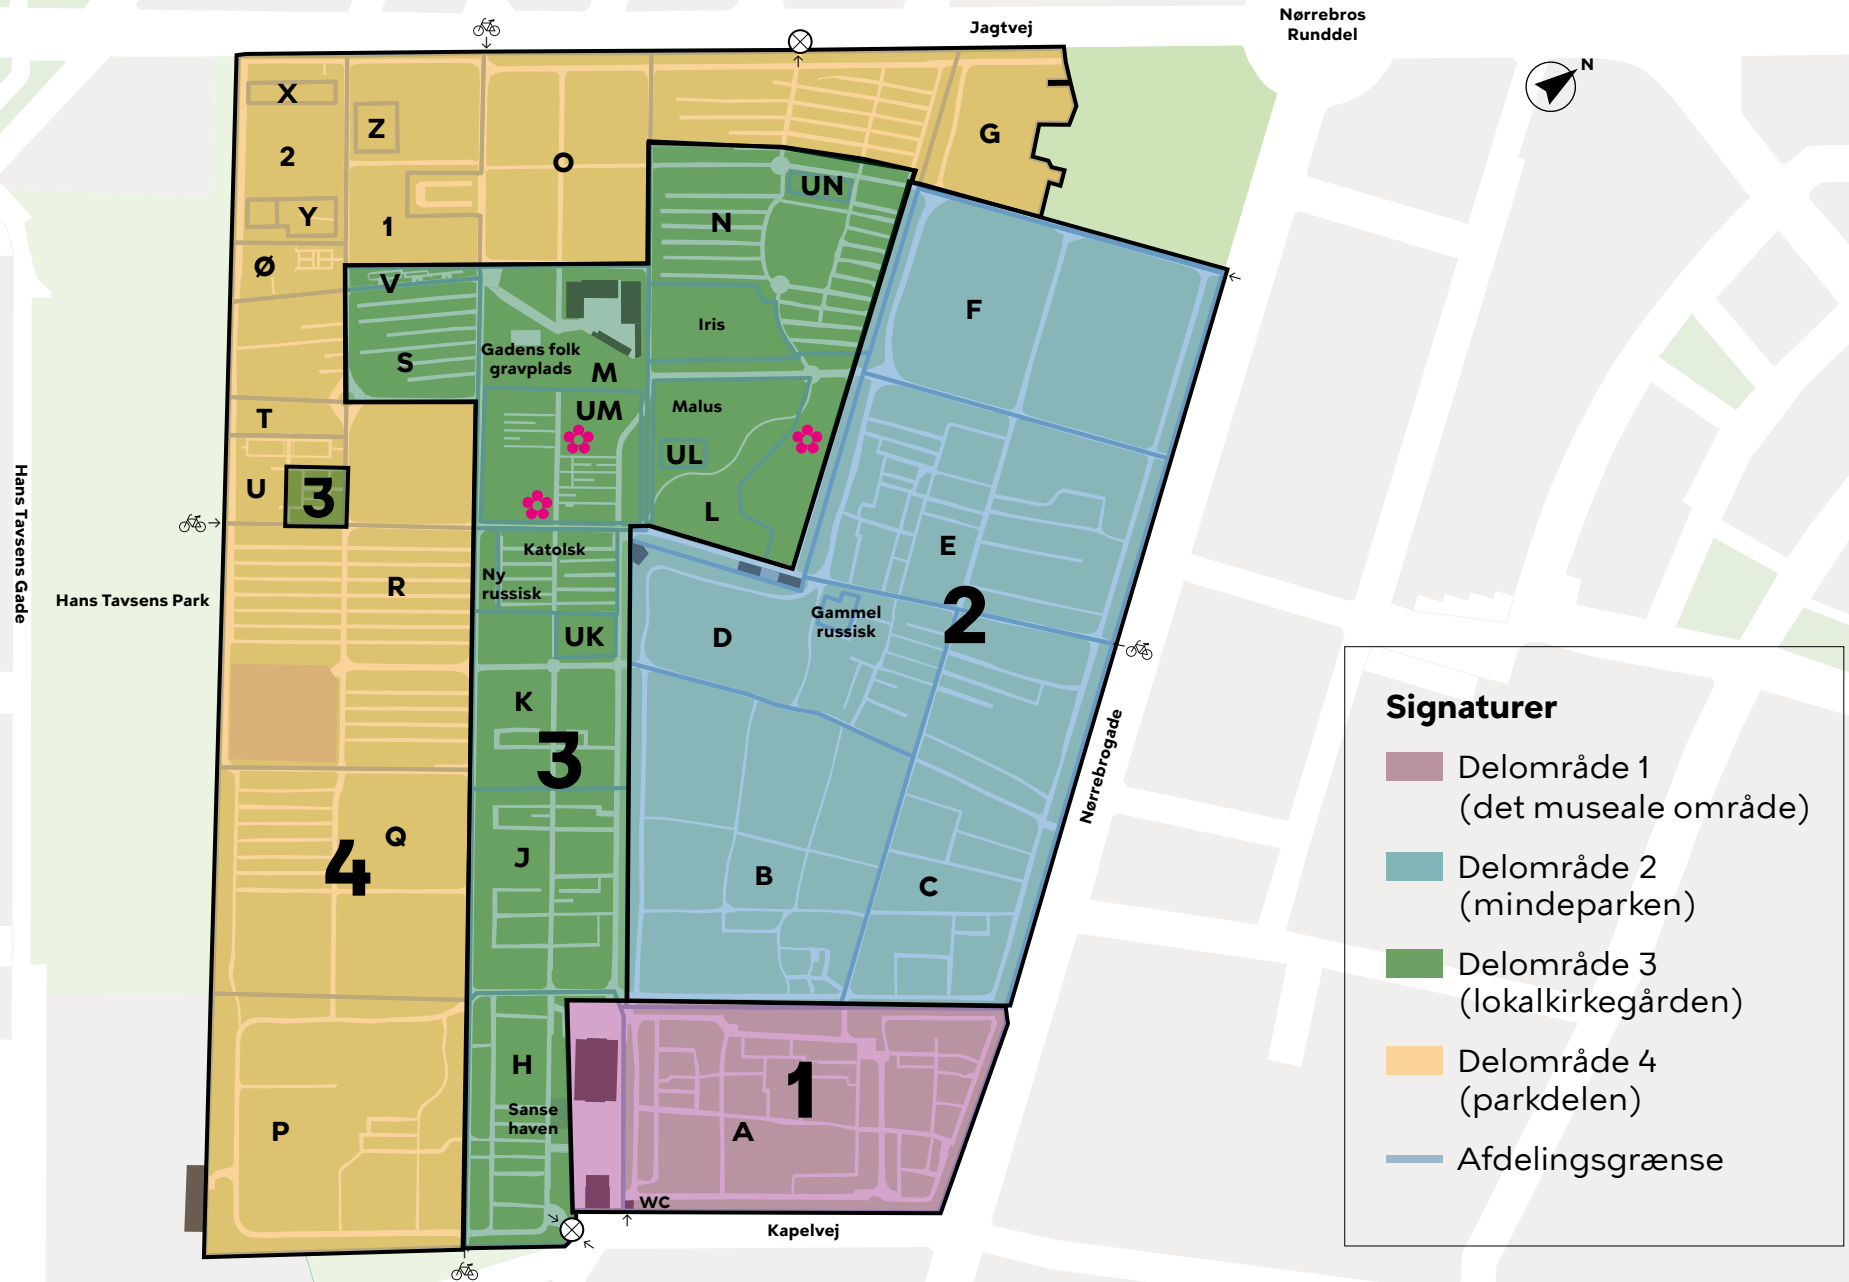 Nørrebros
Runddel
Jagtvej
N
X
Z
2
O
G
Y
1
UN
N
Ø
V
F
Iris
S
Gadens folk
gravplads
M
Malus
UM
T
UL
U
3
L
Hans Tavsens Gade
Hans Tavsens Park
R
Katolsk
Ny
russisk
E
2
Gammel
russisk
UK
D
K
3
Nørrebrogade
Q
4
J
B
C
H
1
Sanse
haven
A
P
WC
Kapelvej
Signaturer
Delområde 1
(det museale område)
Delområde 2
(mindeparken)
Delområde 3
(lokalkirkegården)
Delområde 4
(parkdelen)
Afdelingsgrænse